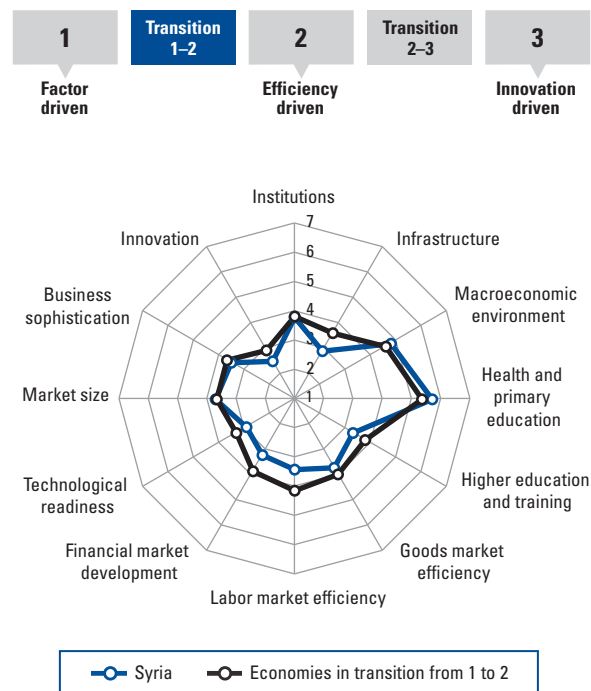 1
Transition
1–2
2
Transition
2–3
3
Factor
driven
Efficiency
driven
Innovation
driven
Institutions
7
Innovation
Infrastructure
6
5
Business
sophistication
Macroeconomic
environment
4
3
2
Market size
1
Health and
primary
education
Technological
readiness
Higher education
and training
Financial market
development
Goods market
efficiency
Labor market efficiency
Syria
Economies in transition from 1 to 2